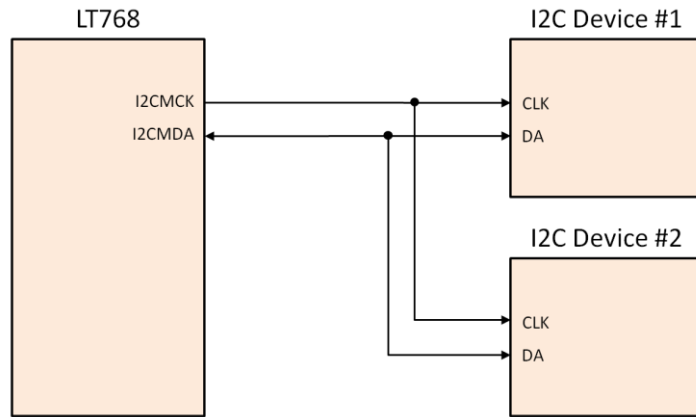 LT768
I2CMCK
I2CMDA
I2C Device #1
CLK
DA
I2C Device #2
CLK
DA